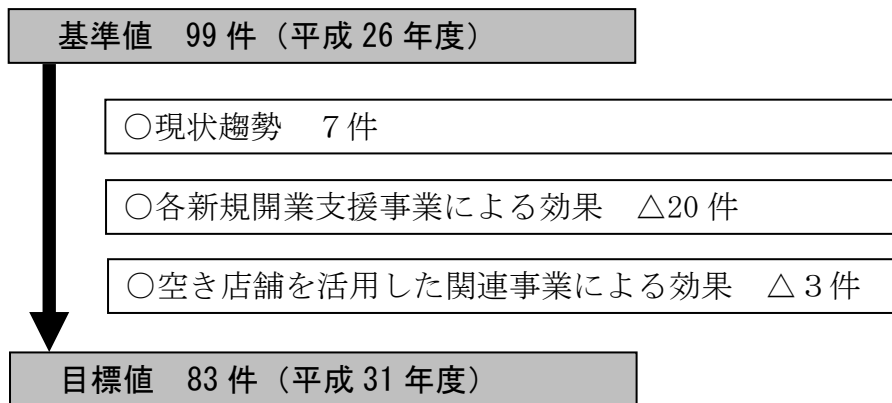 基準値　99 件（平成 26 年度）
○現状趨勢　７件
○各新規開業支援事業による効果　△20 件
○空き店舗を活用した関連事業による効果　△３件
目標値　83 件（平成 31 年度）